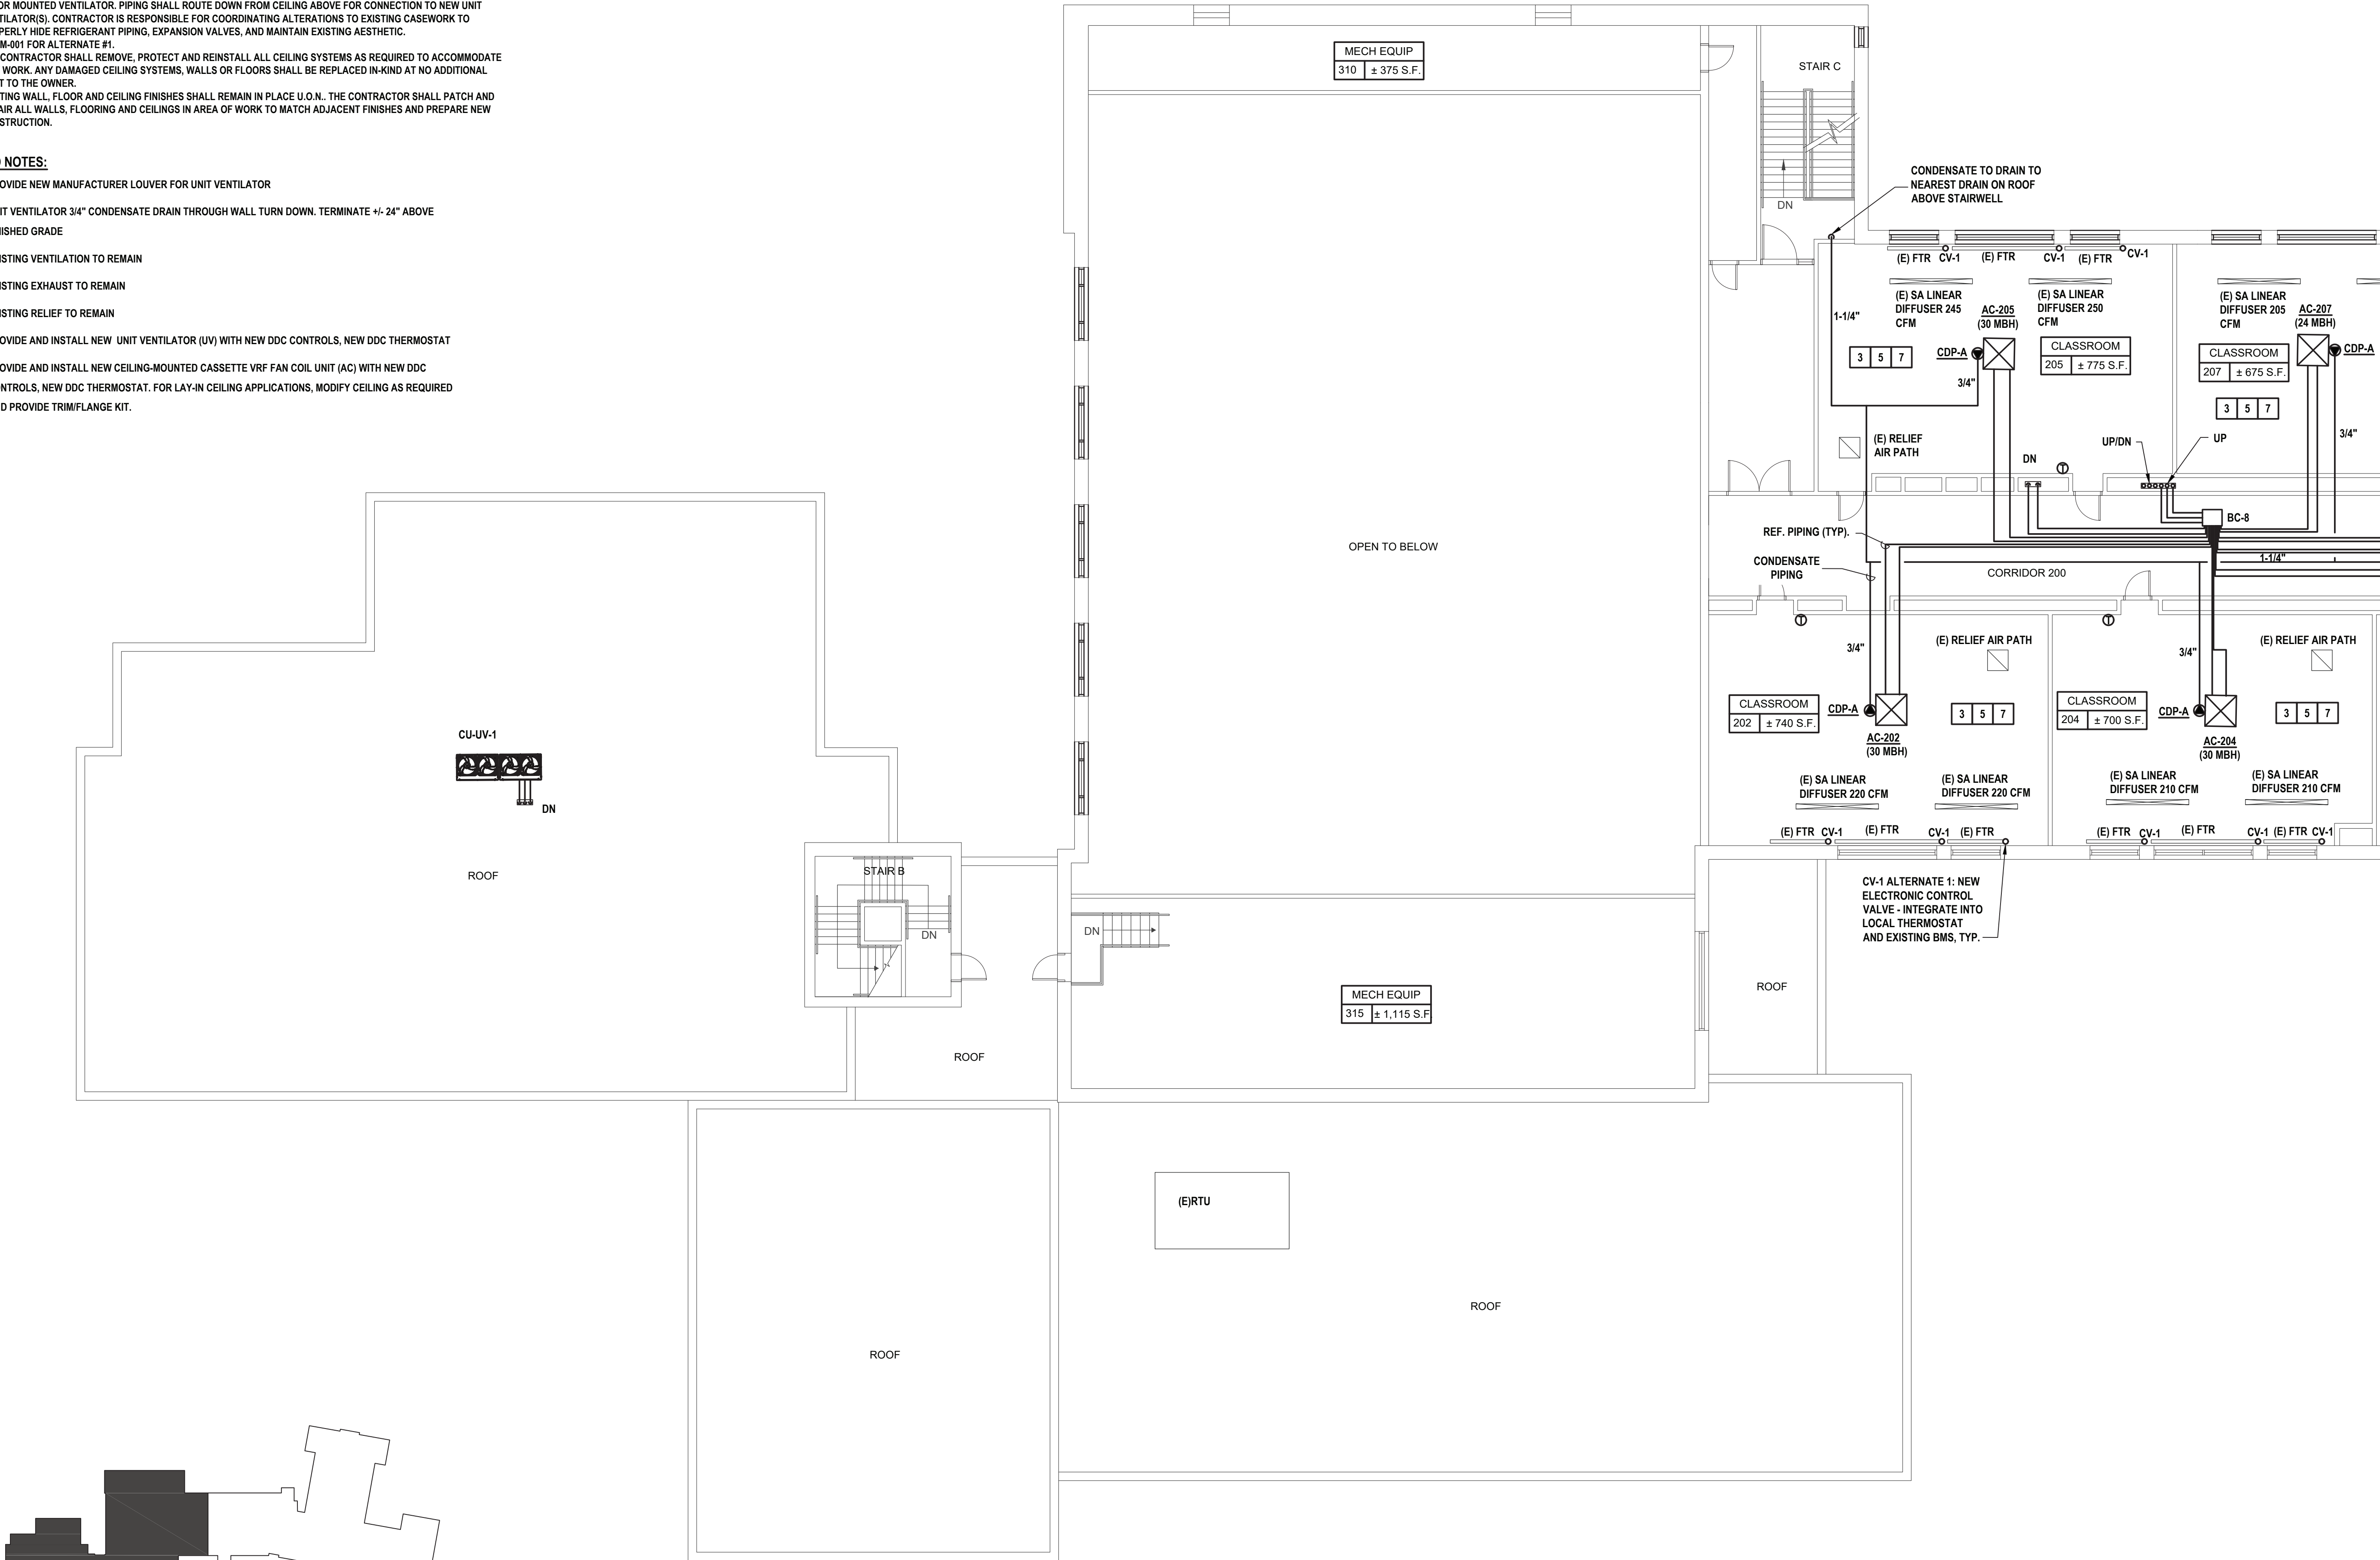 OR MOUNTED VENTILATOR. PIPING SHALL ROUTE DOWN FROM CEILING ABOVE FOR CONNECTION TO NEW UNIT
TILATOR(S). CONTRACTOR IS RESPONSIBLE FOR COORDINATING ALTERATIONS TO EXISTING CASEWORK TO
PERLY HIDE REFRIGERANT PIPING, EXPANSION VALVES, AND MAINTAIN EXISTING AESTHETIC.
M-001 FOR ALTERNATE #1.
CONTRACTOR SHALL REMOVE, PROTECT AND REINSTALL ALL CEILING SYSTEMS AS REQUIRED TO ACCOMMODATE
WORK. ANY DAMAGED CEILING SYSTEMS, WALLS OR FLOORS SHALL BE REPLACED IN-KIND AT NO ADDITIONAL
T TO THE OWNER.
TING WALL, FLOOR AND CEILING FINISHES SHALL REMAIN IN PLACE U.O.N.. THE CONTRACTOR SHALL PATCH AND
AIR ALL WALLS, FLOORING AND CEILINGS IN AREA OF WORK TO MATCH ADJACENT FINISHES AND PREPARE NEW
STRUCTION.
NOTES:
OVIDE NEW MANUFACTURER LOUVER FOR UNIT VENTILATOR
IT VENTILATOR 3/4" CONDENSATE DRAIN THROUGH WALL TURN DOWN. TERMINATE +/- 24" ABOVE
ISHED GRADE
ISTING VENTILATION TO REMAIN
ISTING EXHAUST TO REMAIN
ISTING RELIEF TO REMAIN
OVIDE AND INSTALL NEW UNIT VENTILATOR (UV) WITH NEW DDC CONTROLS, NEW DDC THERMOSTAT
OVIDE AND INSTALL NEW CEILING-MOUNTED CASSETTE VRF FAN COIL UNIT (AC) WITH NEW DDC
NTROLS, NEW DDC THERMOSTAT. FOR LAY-IN CEILING APPLICATIONS, MODIFY CEILING AS REQUIRED
D PROVIDE TRIM/FLANGE KIT.
MECH EQUIP
310 ± 375 S.F.
STAIR C
DN
CONDENSATE TO DRAIN TO
NEAREST DRAIN ON ROOF
ABOVE STAIRWELL
(E) FTR CV-1 (E) FTR CV-1 (E) FTR CV-1
(E) SA LINEAR
DIFFUSER 245
CFM
AC-205
(30 MBH)
(E) SA LINEAR
DIFFUSER 250
CFM
1-1/4"
3 5 7
CDP-A
3/4"
CLASSROOM
205 ± 775 S.F.
(E) SA LINEAR
DIFFUSER 205
CFM
AC-207
(24 MBH)
CDP-A
CLASSROOM
207 ± 675 S.F.
3 5 7
3/4"
(E) RELIEF
AIR PATH
DN
T
UP/DN
UP
BC-8
REF. PIPING (TYP).
CONDENSATE
PIPING
1-1/4"
CORRIDOR 200
OPEN TO BELOW
T
3/4"
(E) RELIEF AIR PATH
CLASSROOM
202 ± 740 S.F.
CDP-A
3 5 7
AC-202
(30 MBH)
(E) SA LINEAR
DIFFUSER 220 CFM
(E) SA LINEAR
DIFFUSER 220 CFM
(E) FTR CV-1 (E) FTR CV-1 (E) FTR
T
3/4"
(E) RELIEF AIR PATH
CLASSROOM
204 ± 700 S.F.
CDP-A
3 5 7
AC-204
(30 MBH)
(E) SA LINEAR
DIFFUSER 210 CFM
(E) SA LINEAR
DIFFUSER 210 CFM
(E) FTR CV-1 (E) FTR CV-1 (E) FTR CV-1
CV-1 ALTERNATE 1: NEW
ELECTRONIC CONTROL
VALVE - INTEGRATE INTO
LOCAL THERMOSTAT
AND EXISTING BMS, TYP.
CU-UV-1
DN
ROOF
STAIR B
DN
DN
MECH EQUIP
315 ± 1,115 S.F
ROOF
ROOF
(E)RTU
ROOF
ROOF